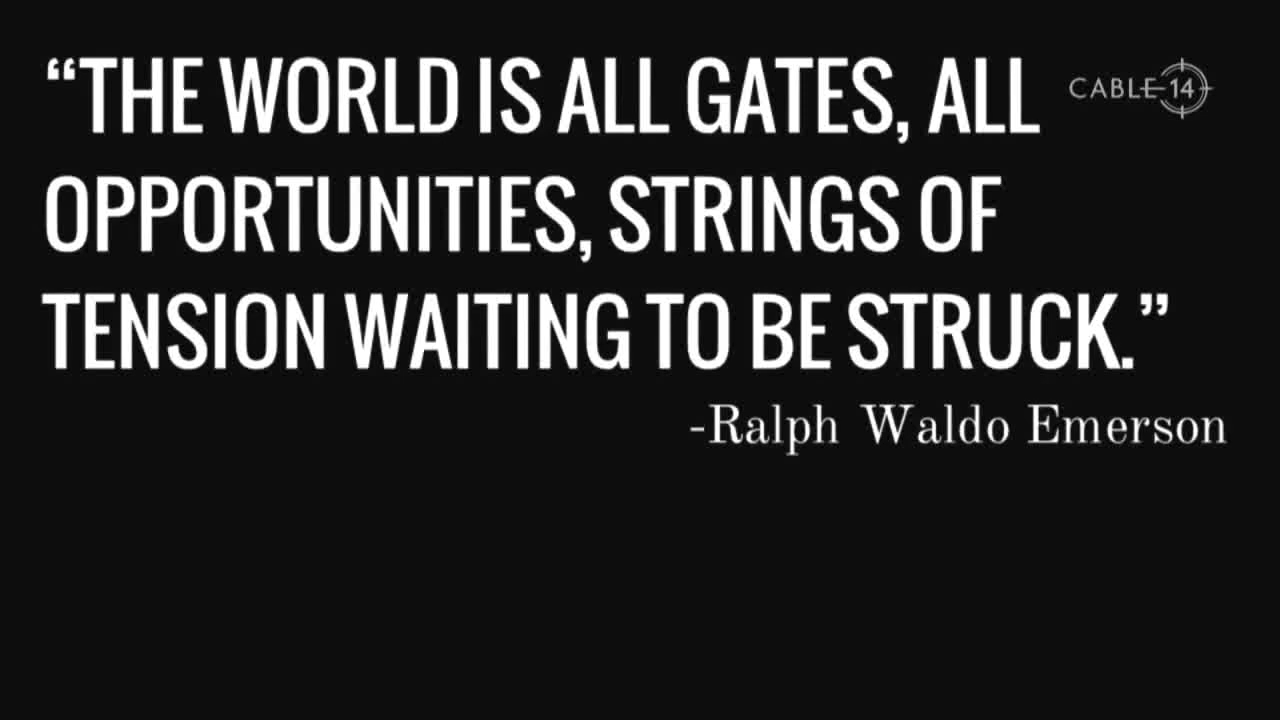 “THE WORLD IS ALL GATES, ALL
CABLE 14
OPPORTUNITIES, STRINGS OF
TENSION WAITING TO BE STRUCK.”
-Ralph Waldo Emerson